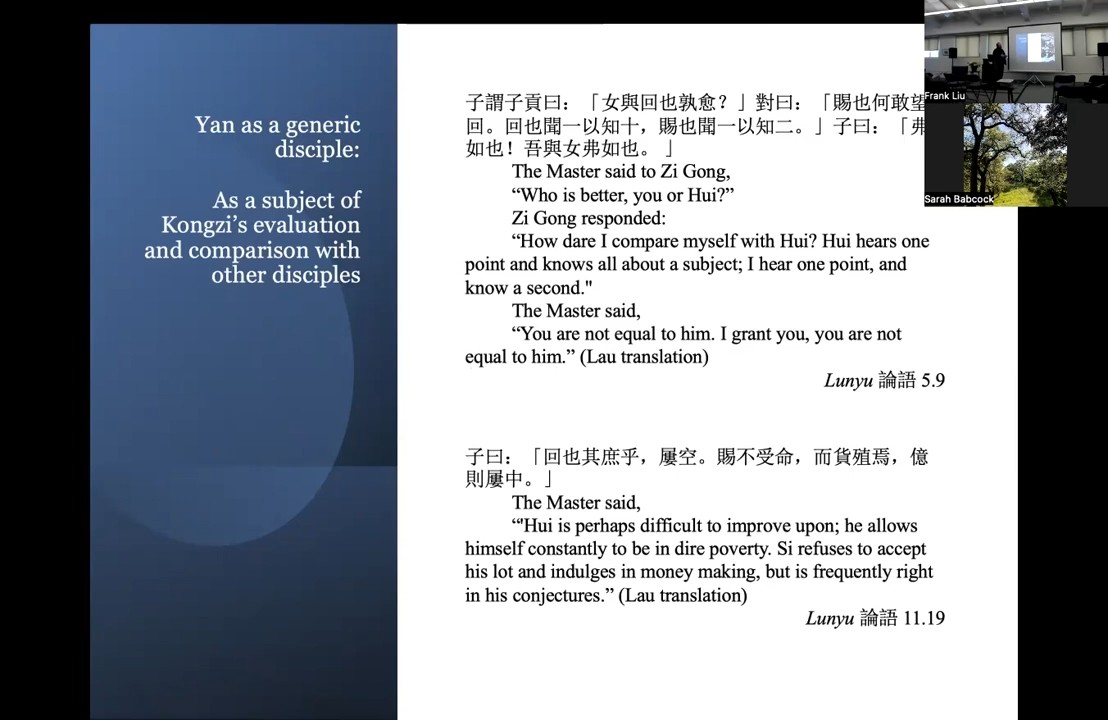 Yan as a generic
disciple:
As a subject of
Kongzi’s evaluation
and comparison with
other disciples
子謂子貢曰：「女與回也孰愈？」對曰：「賜也何敢望
回。回也聞一以知十，賜也聞一以知二。」子曰：「弗
如也！吾與女弗如也。」
The Master said to Zi Gong,
“Who is better, you or Hui?”
Zi Gong responded:
“How dare I compare myself with Hui? Hui hears one
point and knows all about a subject; I hear one point, and
know a second."
The Master said,
“You are not equal to him. I grant you, you are not
equal to him.” (Lau translation)
Lunyu 論語 5.9
子曰：「回也其庶乎，屢空。賜不受命，而貨殖焉，億
則屢中。」
The Master said,
“'Hui is perhaps difficult to improve upon; he allows
himself constantly to be in dire poverty. Si refuses to accept
his lot and indulges in money making, but is frequently right
in his conjectures.” (Lau translation)
Lunyu 論語 11.19
Frank Liu
Sarah Babcock